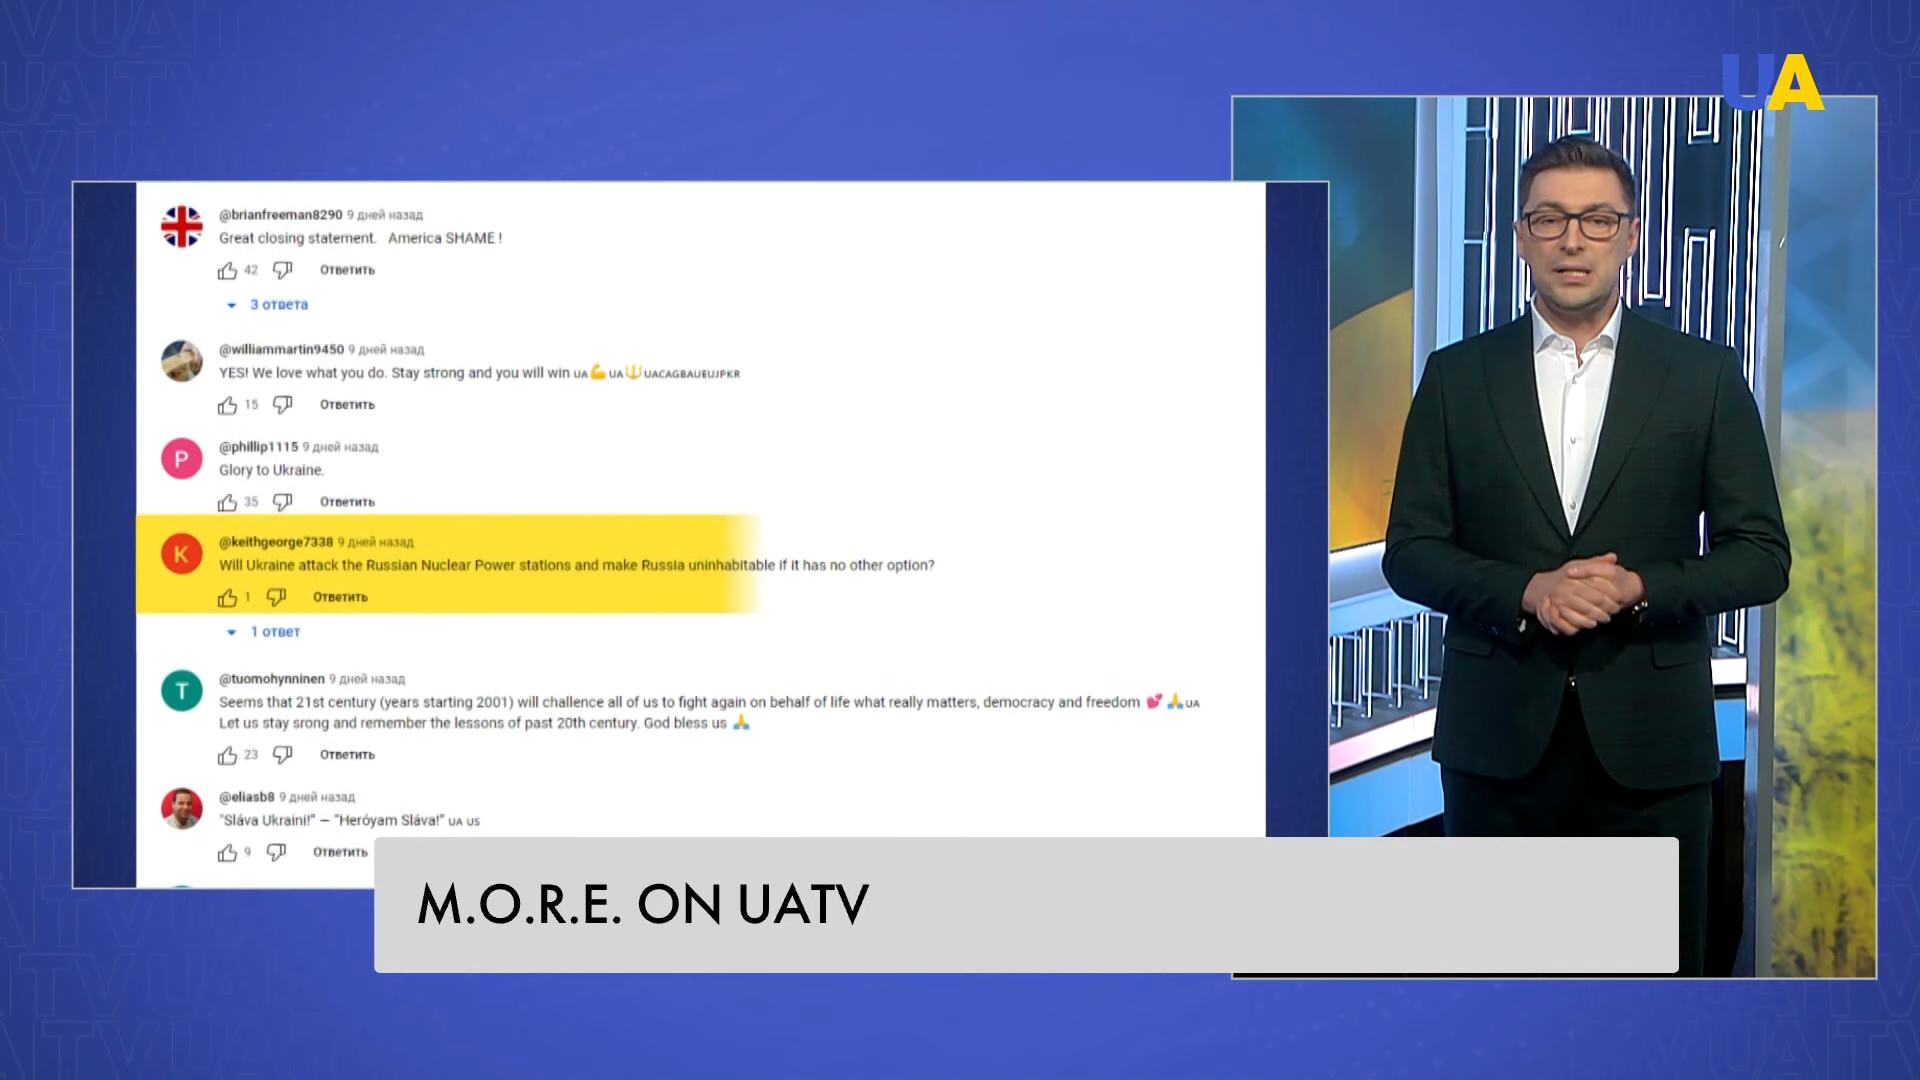 UA
@brianfreeman8290 9 дней назад
Great closing statement. America SHAME !
42 Ответить
3 ответа
@williammartin9450 9 дней назад
YES! We love what you do. Stay strong and you will win UA💪UA🔱UACAGBAUEUJPKR
15 Ответить
P
@phillip1115 9 дней назад
Glory to Ukraine.
35 Ответить
K
@keithgeorge7338 9 дней назад
Will Ukraine attack the Russian Nuclear Power stations and make Russia uninhabitable if it has no other option?
1 Ответить
1 ответ
T
@tuomohynninen 9 дней назад
Seems that 21st century (years starting 2001) will challence all of us to fight again on behalf of life what really matters, democracy and freedom 💕🙏UA
Let us stay srong and remember the lessons of past 20th century. God bless us 🙏
23 Ответить
@eliasb8 9 дней назад
"Sláva Ukraini!" – "Heróyam Sláva!" UA US
9 Ответить
M.O.R.E. ON UATV